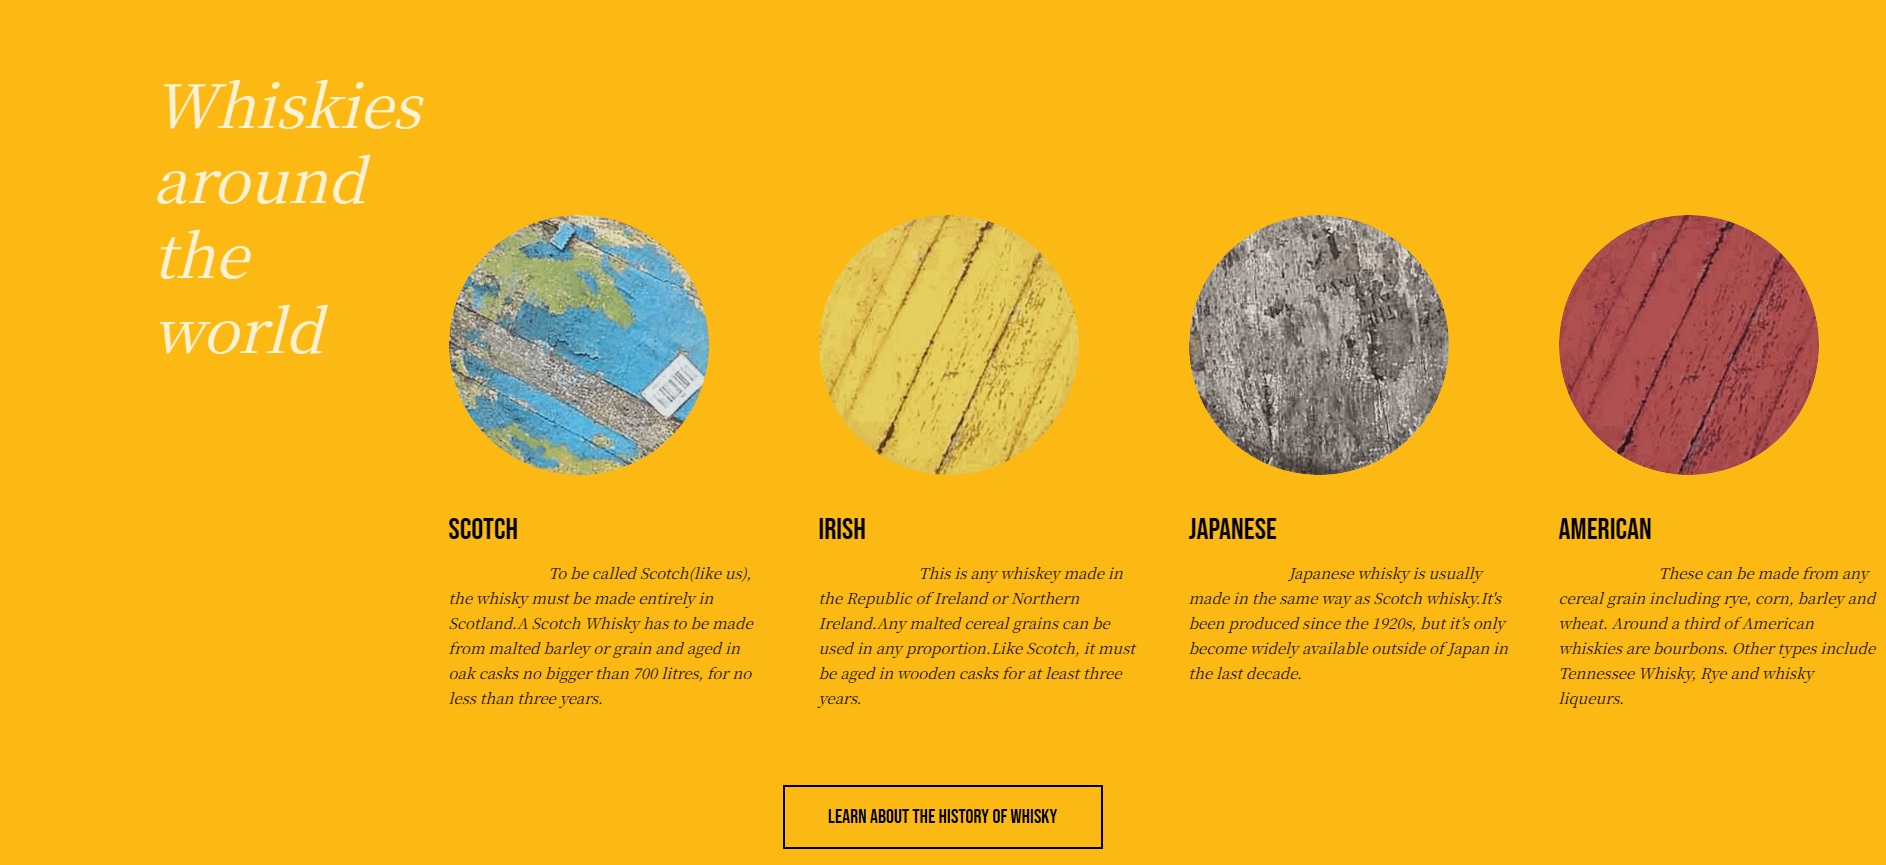 Whiskies
around
the
world
SCOTCH
To be called Scotch(like us),
the whisky must be made entirely in
Scotland.A Scotch Whisky has to be made
from malted barley or grain and aged in
oak casks no bigger than 700 litres, for no
less than three years.
IRISH
This is any whiskey made in
the Republic of Ireland or Northern
Ireland.Any malted cereal grains can be
used in any proportion.Like Scotch, it must
be aged in wooden casks for at least three
years.
JAPANESE
Japanese whisky is usually
made in the same way as Scotch whisky.It's
been produced since the 1920s, but it's only
become widely available outside of Japan in
the last decade.
AMERICAN
These can be made from any
cereal grain including rye, corn, barley and
wheat. Around a third of American
whiskies are bourbons. Other types include
Tennessee Whisky, Rye and whisky
liqueurs.
LEARN ABOUT THE HISTORY OF WHISKY